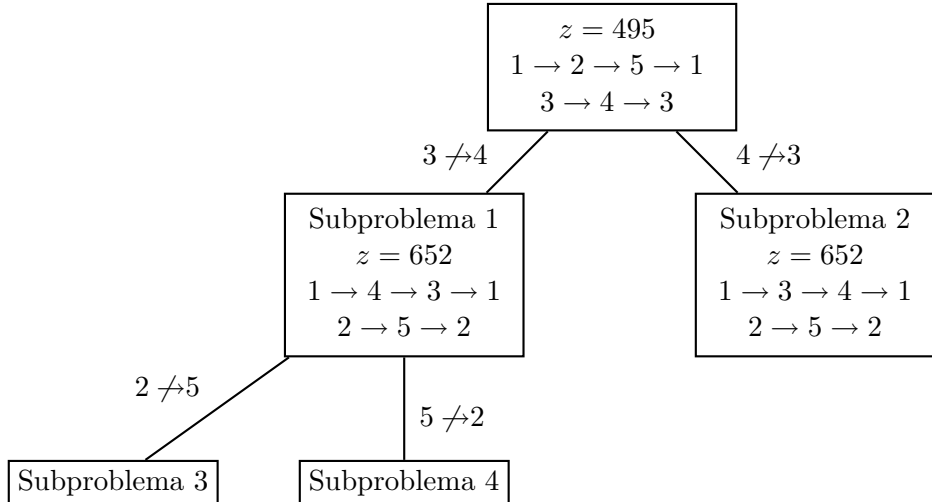 z = 495
1 → 2 → 5 → 1
3 → 4 → 3
3 ↛ 4
4 ↛ 3
Subproblema 1
z = 652
1 → 4 → 3 → 1
2 → 5 → 2
Subproblema 2
z = 652
1 → 3 → 4 → 1
2 → 5 → 2
2 ↛ 5
5 ↛ 2
Subproblema 3
Subproblema 4